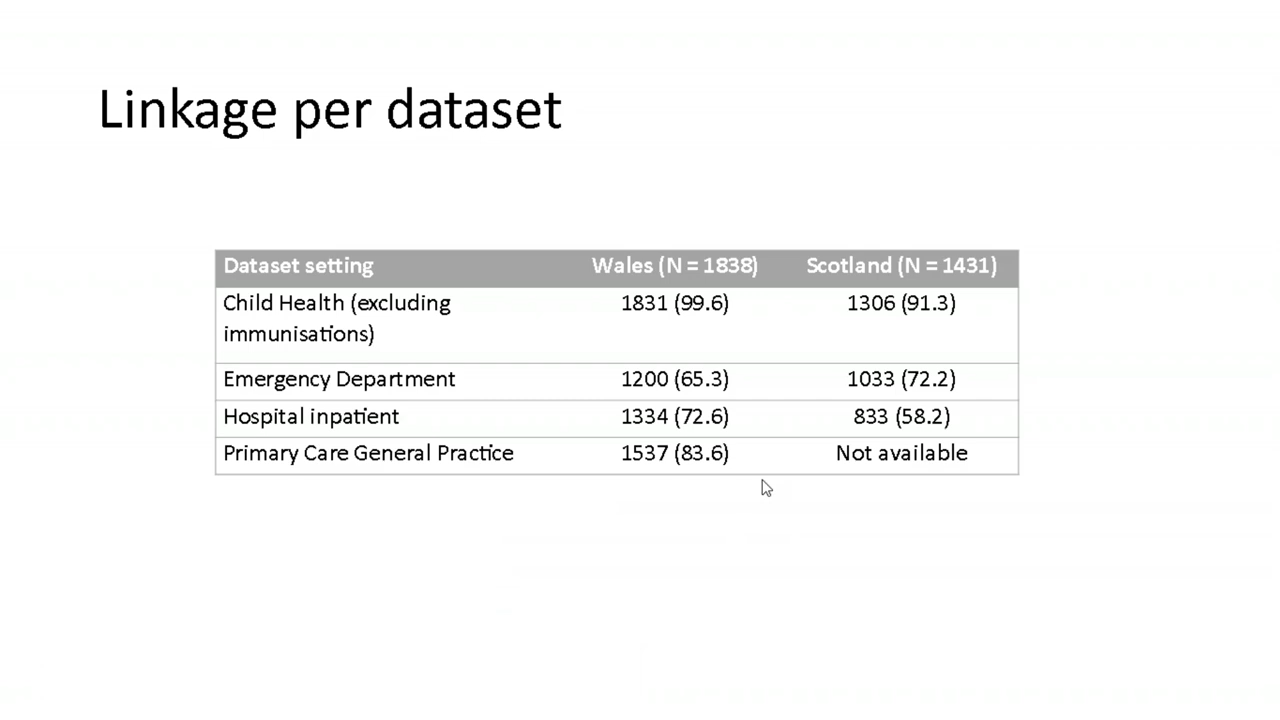 Linkage per dataset
Dataset setting Wales (N = 1838) Scotland (N = 1431)
Child Health (excluding 1831 (99.6) 1306 (91.3)
immunisations)
Emergency Department 1200 (65.3) 1033 (72.2)
Hospital inpatient 1334 (72.6) 833 (58.2)
Primary Care General Practice 1537 (83.6) Not available